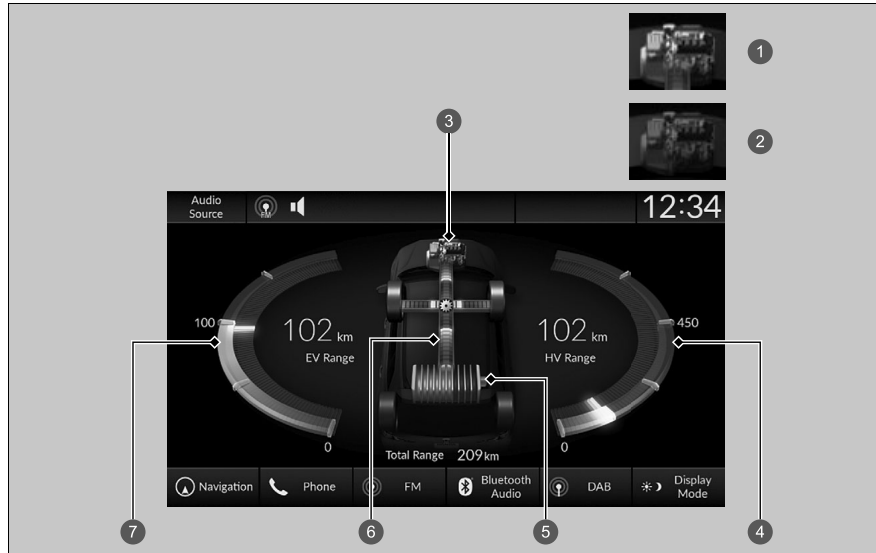 1
2
3
Audio
Source
FM
12:34
100
102 km
EV Range
102 km
HV Range
450
7
6
5
4
0
0
Total Range 209 km
Navigation
Phone
FM
Bluetooth
Audio
DAB
Display
Mode